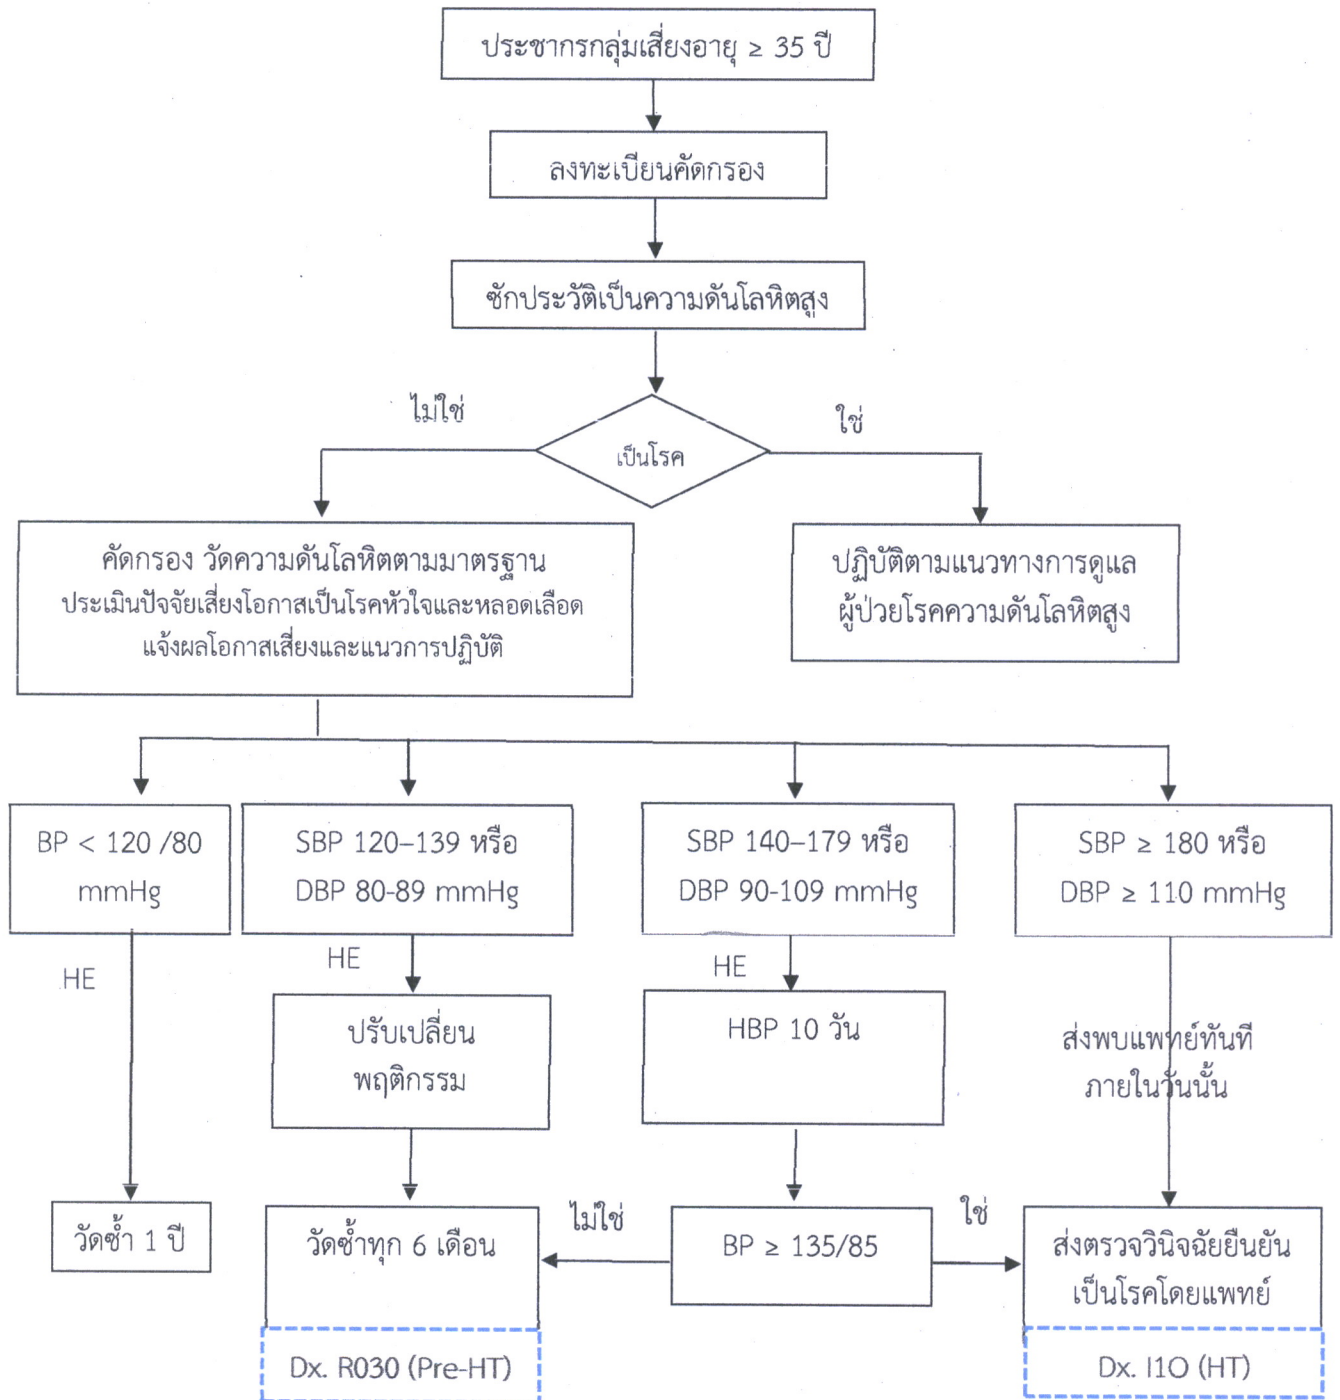 ประชากรกลุ่มเสี่ยงอายุ ≥ 35 ปี
ลงทะเบียนคัดกรอง
ซักประวัติเป็นความดันโลหิตสูง
ไม่ใช่
ใช่
เป็นโรค
คัดกรอง วัดความดันโลหิตตามมาตรฐาน
ประเมินปัจจัยเสี่ยงโอกาสเป็นโรคหัวใจและหลอดเลือด
แจ้งผลโอกาสเสี่ยงและแนวการปฏิบัติ
ปฏิบัติตามแนวทางการดูแล
ผู้ป่วยโรคความดันโลหิตสูง
BP < 120 /80
mmHg
SBP 120–139 หรือ
DBP 80-89 mmHg
SBP 140–179 หรือ
DBP 90-109 mmHg
SBP ≥ 180 หรือ
DBP ≥ 110 mmHg
HE
HE
HE
ปรับเปลี่ยน
พฤติกรรม
HBP 10 วัน
ส่งพบแพทย์ทันที
ภายในวันนั้น
วัดซ้ำ 1 ปี
วัดซ้ำทุก 6 เดือน
ไม่ใช่
BP ≥ 135/85
ใช่
ส่งตรวจวินิจฉัยยืนยัน
เป็นโรคโดยแพทย์
Dx. R030 (Pre-HT)
Dx. I1O (HT)